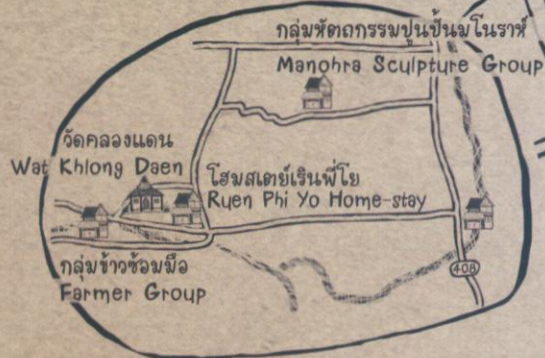 กลุ่มหัตถกรรมปูนปั้นมโนราห์
Manohra Sculpture Group
วัดคลองแดน
Wat Khlong Daen
โฮมสเตย์เรินพี่โย
Ruen Phi Yo Home-stay
กลุ่มข้าวซ้อมมือ
Farmer Group
408